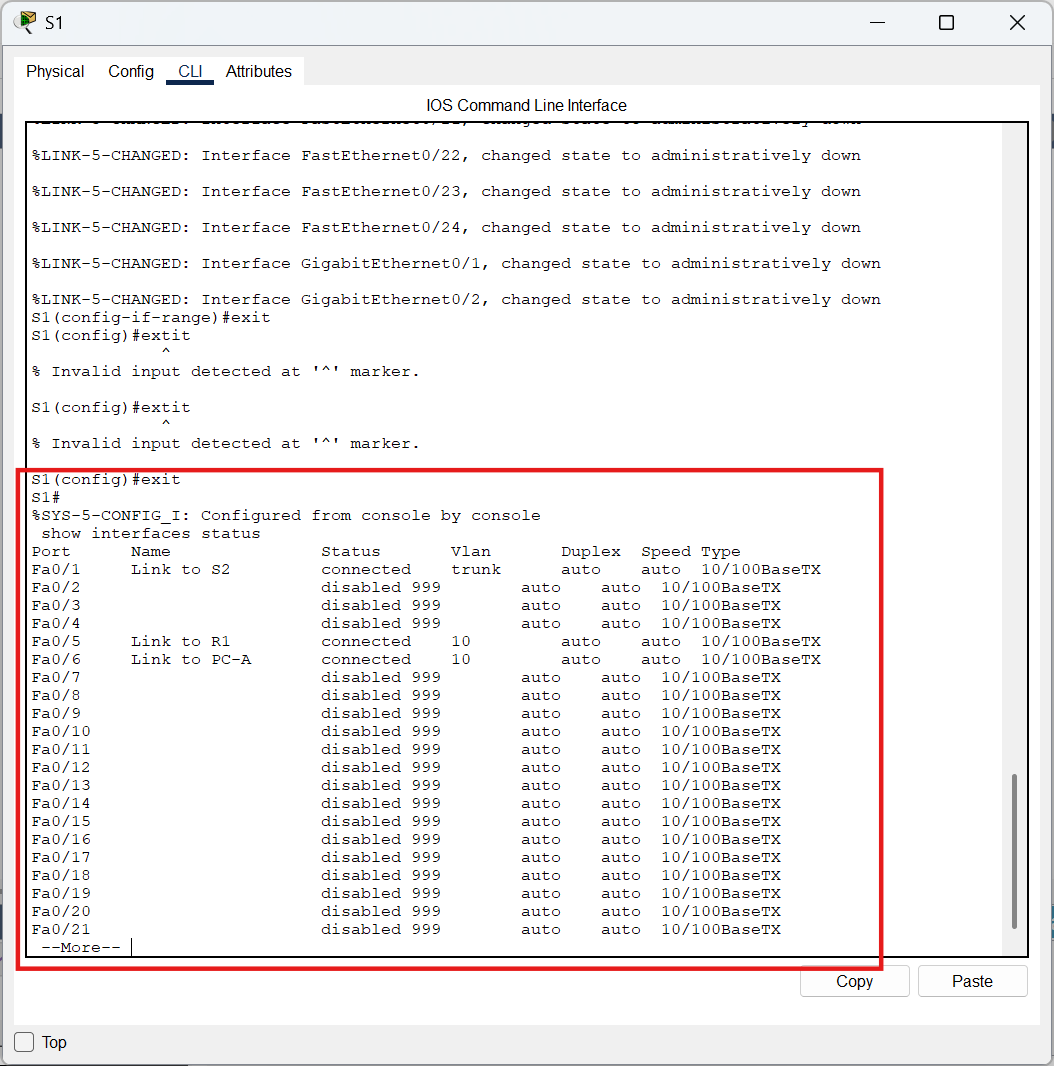 S1
Physical Config CLI Attributes
IOS Command Line Interface
%LINK-5-CHANGED: Interface FastEthernet0/22, changed state to administratively down
%LINK-5-CHANGED: Interface FastEthernet0/23, changed state to administratively down
%LINK-5-CHANGED: Interface FastEthernet0/24, changed state to administratively down
%LINK-5-CHANGED: Interface GigabitEthernet0/1, changed state to administratively down
%LINK-5-CHANGED: Interface GigabitEthernet0/2, changed state to administratively down
S1(config-if-range)#exit
S1(config)#extit
^
% Invalid input detected at '^' marker.
S1(config)#extit
^
% Invalid input detected at '^' marker.
S1(config)#exit
S1#
%SYS-5-CONFIG_I: Configured from console by console
show interfaces status
Port Name Status Vlan Duplex Speed Type
Fa0/1 Link to S2 connected trunk auto auto 10/100BaseTX
Fa0/2 disabled 999 auto auto 10/100BaseTX
Fa0/3 disabled 999 auto auto 10/100BaseTX
Fa0/4 disabled 999 auto auto 10/100BaseTX
Fa0/5 Link to R1 connected 10 auto auto 10/100BaseTX
Fa0/6 Link to PC-A connected 10 auto auto 10/100BaseTX
Fa0/7 disabled 999 auto auto 10/100BaseTX
Fa0/8 disabled 999 auto auto 10/100BaseTX
Fa0/9 disabled 999 auto auto 10/100BaseTX
Fa0/10 disabled 999 auto auto 10/100BaseTX
Fa0/11 disabled 999 auto auto 10/100BaseTX
Fa0/12 disabled 999 auto auto 10/100BaseTX
Fa0/13 disabled 999 auto auto 10/100BaseTX
Fa0/14 disabled 999 auto auto 10/100BaseTX
Fa0/15 disabled 999 auto auto 10/100BaseTX
Fa0/16 disabled 999 auto auto 10/100BaseTX
Fa0/17 disabled 999 auto auto 10/100BaseTX
Fa0/18 disabled 999 auto auto 10/100BaseTX
Fa0/19 disabled 999 auto auto 10/100BaseTX
Fa0/20 disabled 999 auto auto 10/100BaseTX
Fa0/21 disabled 999 auto auto 10/100BaseTX
--More--
Copy Paste
Top